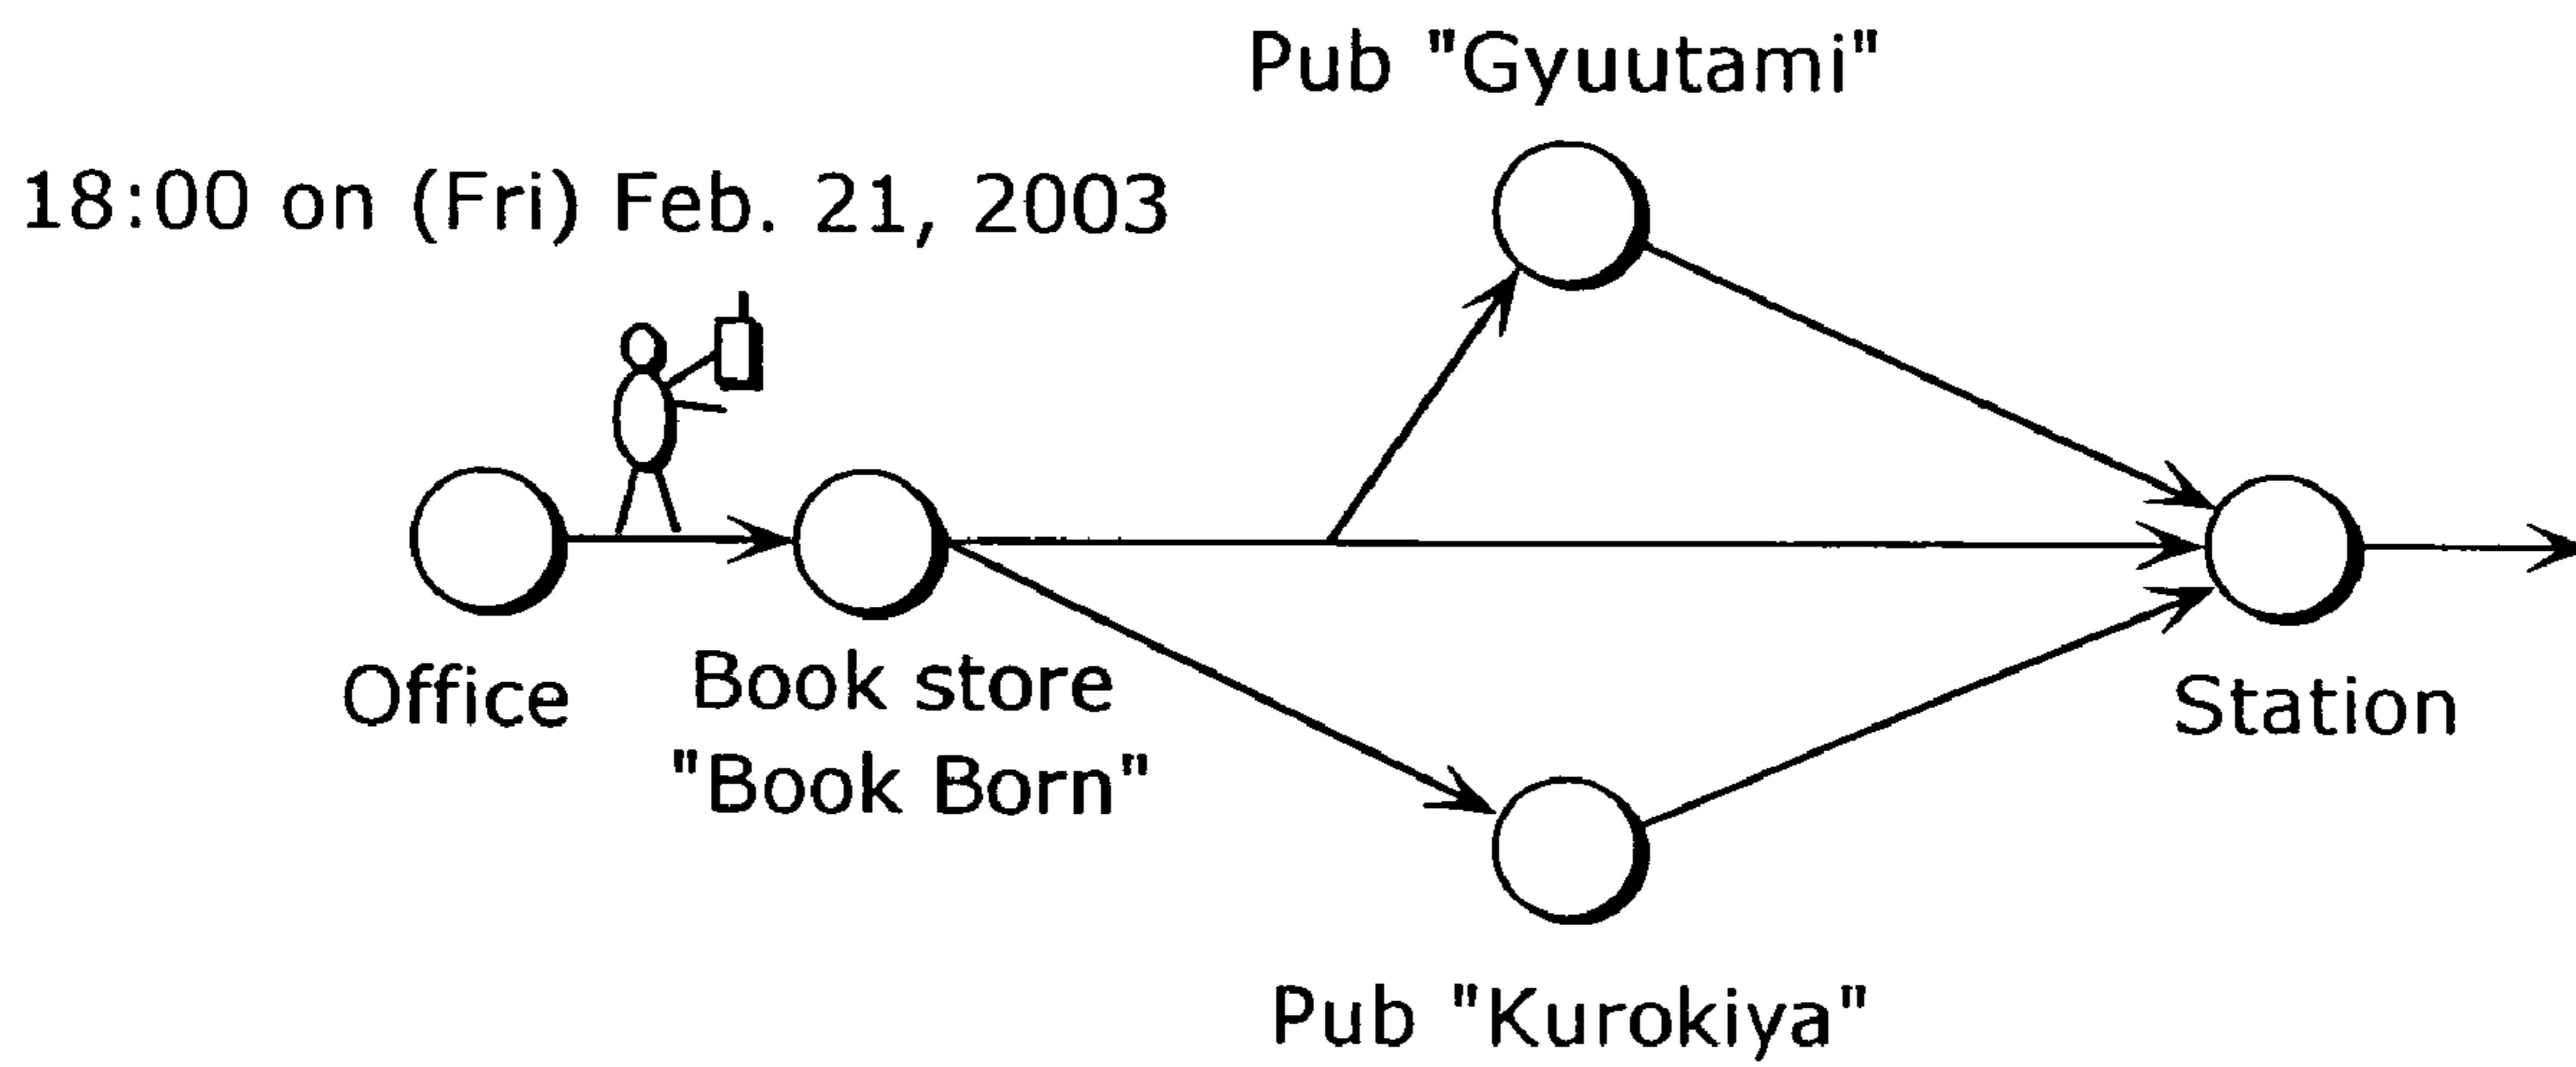 Pub "Gyuutami"
18:00 on (Fri) Feb. 21, 2003
Office
Book store
"Book Born"
Station
Pub "Kurokiya"